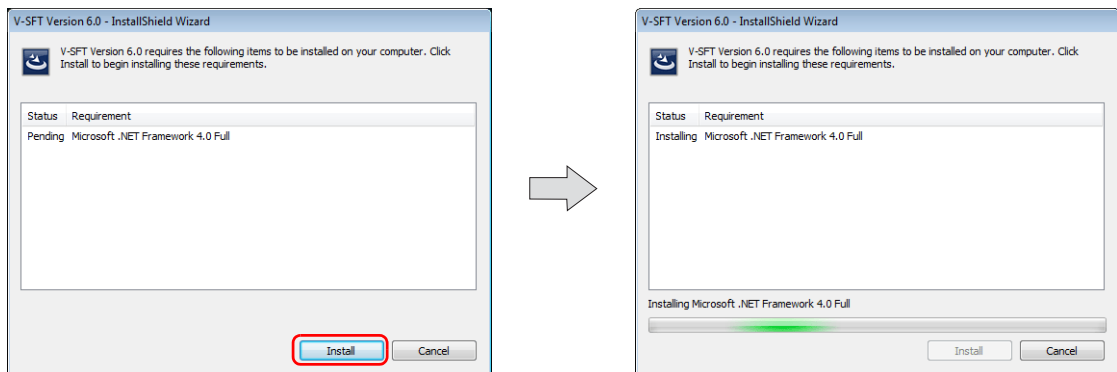 V-SFT Version 6.0 - InstallShield Wizard
V-SFT Version 6.0 requires the following items to be installed on your computer. Click
Install to begin installing these requirements.
Status Requirement
Pending Microsoft .NET Framework 4.0 Full
Install Cancel
V-SFT Version 6.0 - InstallShield Wizard
V-SFT Version 6.0 requires the following items to be installed on your computer. Click
Install to begin installing these requirements.
Status Requirement
Installing Microsoft .NET Framework 4.0 Full
Installing Microsoft .NET Framework 4.0 Full
Install Cancel